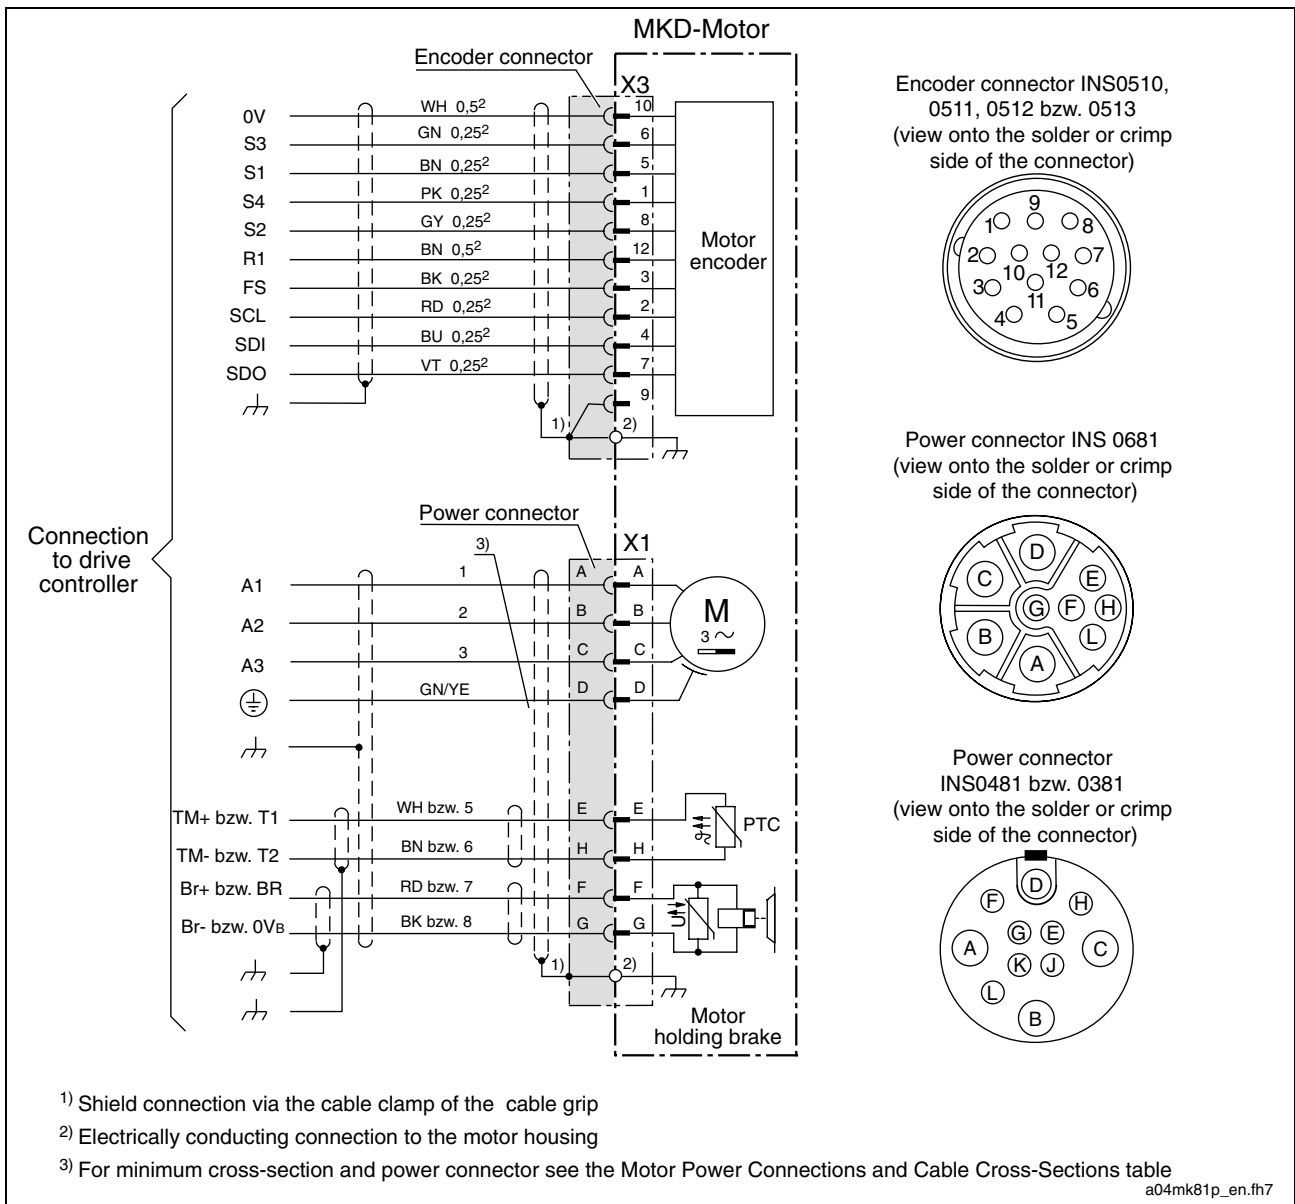 MKD-Motor
Encoder connector
X3
0V WH 0,5² 10
S3 GN 0,25² 6
S1 BN 0,25² 5
S4 PK 0,25² 1
S2 GY 0,25² 8
R1 BN 0,5² 12
FS BK 0,25² 3
SCL RD 0,25² 2
SDI BU 0,25² 4
SDO VT 0,25² 7
9
1) 2)
Motor
encoder
Connection
to drive
controller
Power connector
3)
X1
A1 1 A A
A2 2 B B
A3 3 C C
GN/YE D D
M
3 ~
TM+ bzw. T1 WH bzw. 5 E E
TM- bzw. T2 BN bzw. 6 H H
PTC
ϑ
Br+ bzw. BR RD bzw. 7 F F
Br- bzw. 0VB BK bzw. 8 G G
U
1) 2)
Motor
holding brake
Encoder connector INS0510,
0511, 0512 bzw. 0513
(view onto the solder or crimp
side of the connector)
9
1 8
2 10 12 7
3 11 6
4 5
Power connector INS 0681
(view onto the solder or crimp
side of the connector)
D
C E
G F H
B L
A
Power connector
INS0481 bzw. 0381
(view onto the solder or crimp
side of the connector)
D
F H
G E
A C
K J
L
B
1) Shield connection via the cable clamp of the cable grip
2) Electrically conducting connection to the motor housing
3) For minimum cross-section and power connector see the Motor Power Connections and Cable Cross-Sections table
a04mk81p_en.fh7